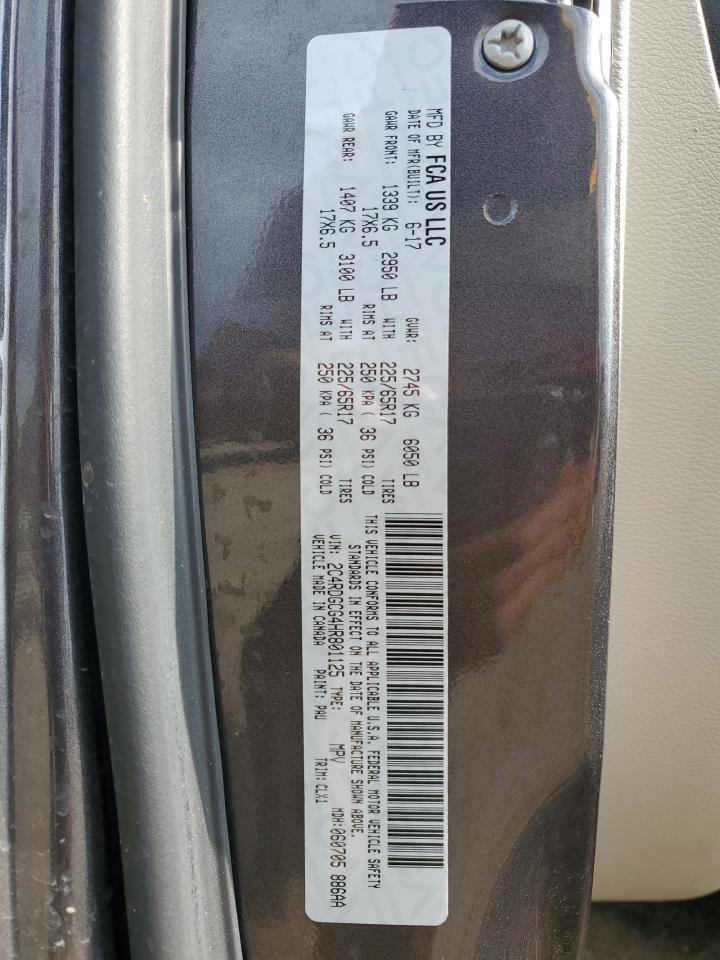 MFD BY FCA US LLC
DATE OF MFR(BUILT): 6-17 GVWR: 2745 KG 6050 LB
GAWR FRONT: 1339 KG 2950 LB WITH 225/65R17 TIRES
17X6.5 RIMS AT 250 KPA ( 36 PSI) COLD
GAWR REAR: 1407 KG 3100 LB WITH 225/65R17 TIRES
17X6.5 RIMS AT 250 KPA ( 36 PSI) COLD
THIS VEHICLE CONFORMS TO ALL APPLICABLE U.S.A. FEDERAL MOTOR VEHICLE SAFETY
STANDARDS IN EFFECT ON THE DATE OF MANUFACTURE SHOWN ABOVE.
VIN: 2C4RDGCG4HR801125 TYPE: MPV MDH:060705 886AA
VEHICLE MADE IN CANADA PAINT: PAU TRIM: CLX1